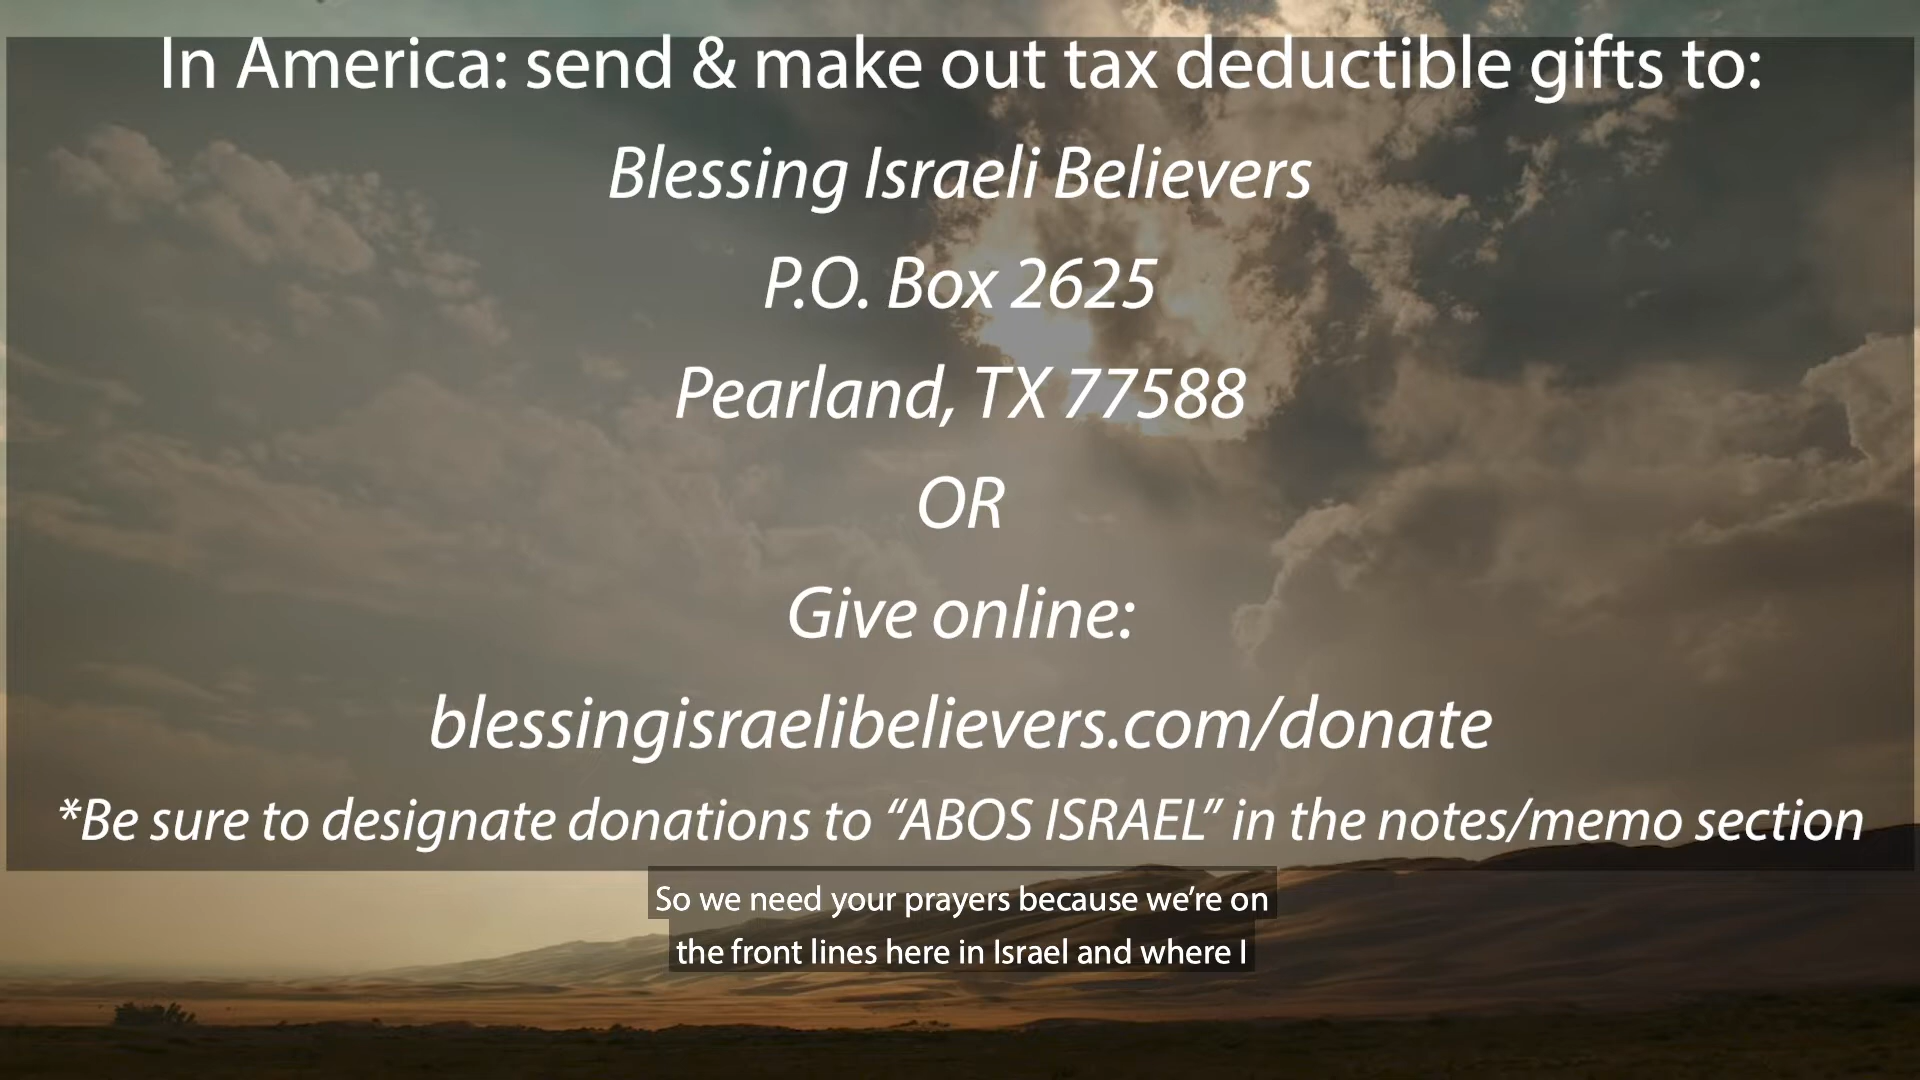 In America: send & make out tax deductible gifts to:
Blessing Israeli Believers
P.O. Box 2625
Pearland, TX 77588
OR
Give online:
blessingisraelibelievers.com/donate
*Be sure to designate donations to “ABOS ISRAEL” in the notes/memo section
So we need your prayers because we’re on
the front lines here in Israel and where I